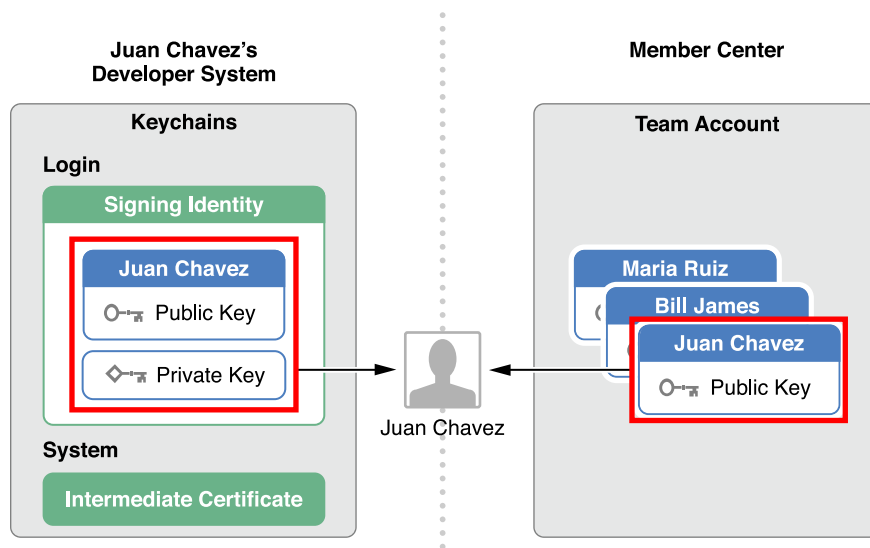 Juan Chavez’s
Developer System
Keychains
Login
Signing Identity
Juan Chavez
Public Key
Private Key
System
Intermediate Certificate
Juan Chavez
Member Center
Team Account
Maria Ruiz
Bill James
Juan Chavez
Public Key